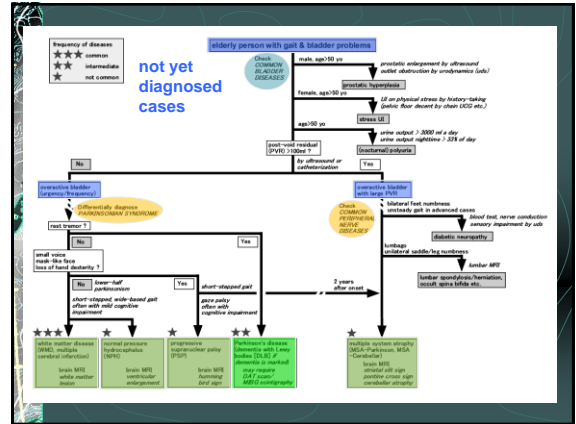 frequency of diseases
★★★ common
★★ intermediate
★ not common
not yet
diagnosed
cases
elderly person with gait & bladder problems
Check
COMMON
BLADDER
DISEASES
male, age>50 yo
prostatic enlargement by ultrasound
outlet obstruction by urodynamics (uds)
prostatic hyperplasia
female, age>50 yo
UI on physical stress by history-taking
(pelvic floor decent by chain UCG etc.)
stress UI
age>50 yo
urine output > 3000 ml a day
urine output nighttime > 33% of day
(nocturnal-)polyuria
post-void residual
(PVR) >100ml ?
by ultrasound or
catheterization
No
Yes
overactive bladder
(urgency/frequency)
Differentially diagnose
PARKINSONIAN SYNDROME
rest tremor ?
No
Yes
small voice
mask-like face
loss of hand dexterity ?
No
lower-half
parkinsonism
Yes
short-stepped, wide-based gait
often with mild cognitive
impairment
short-stepped gait
gaze palsy
often with
cognitive impairment
2 years
after onset
overactive bladder
with large PVR
Check
COMMON
PERIPHERAL
NERVE
DISEASES
bilateral feet numbness
unsteady gait in advanced cases
blood test, nerve conduction
sensory impairment by uds
diabetic neuropathy
lumbago
unilateral saddle/leg numbness
lumbar MRI
lumbar spondylosis/herniation,
occult spina bifida etc.
★★★
white matter disease
(WMD, multiple
cerebral infarction)
brain MRI
white matter
lesion
★
normal pressure
hydrocephalus
(NPH)
brain MRI
ventricular
enlargement
★
progressive
supranuclear palsy
(PSP)
brain MRI
humming
bird sign
★★
Parkinson's disease
(dementia with Lewy
bodies [DLB] if
dementia is marked)
may require
DAT scan/
MIBG scintigraphy
★
multiple system atrophy
(MSA-Parkinson, MSA
-Cerebellar)
brain MRI
striatal slit sign
pontine cross sign
cerebellar atrophy